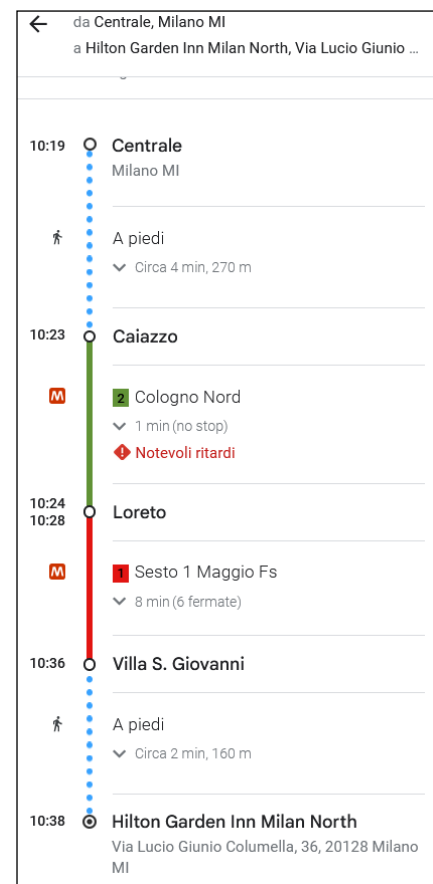 da Centrale, Milano MI
a Hilton Garden Inn Milan North, Via Lucio Giunio ...
10:19 Centrale
Milano MI
A piedi
Circa 4 min, 270 m
10:23 Caiazzo
M 2 Cologno Nord
1 min (no stop)
Notevoli ritardi
10:24
10:28 Loreto
M 1 Sesto 1 Maggio Fs
8 min (6 fermate)
10:36 Villa S. Giovanni
A piedi
Circa 2 min, 160 m
10:38 Hilton Garden Inn Milan North
Via Lucio Giunio Columella, 36, 20128 Milano
MI